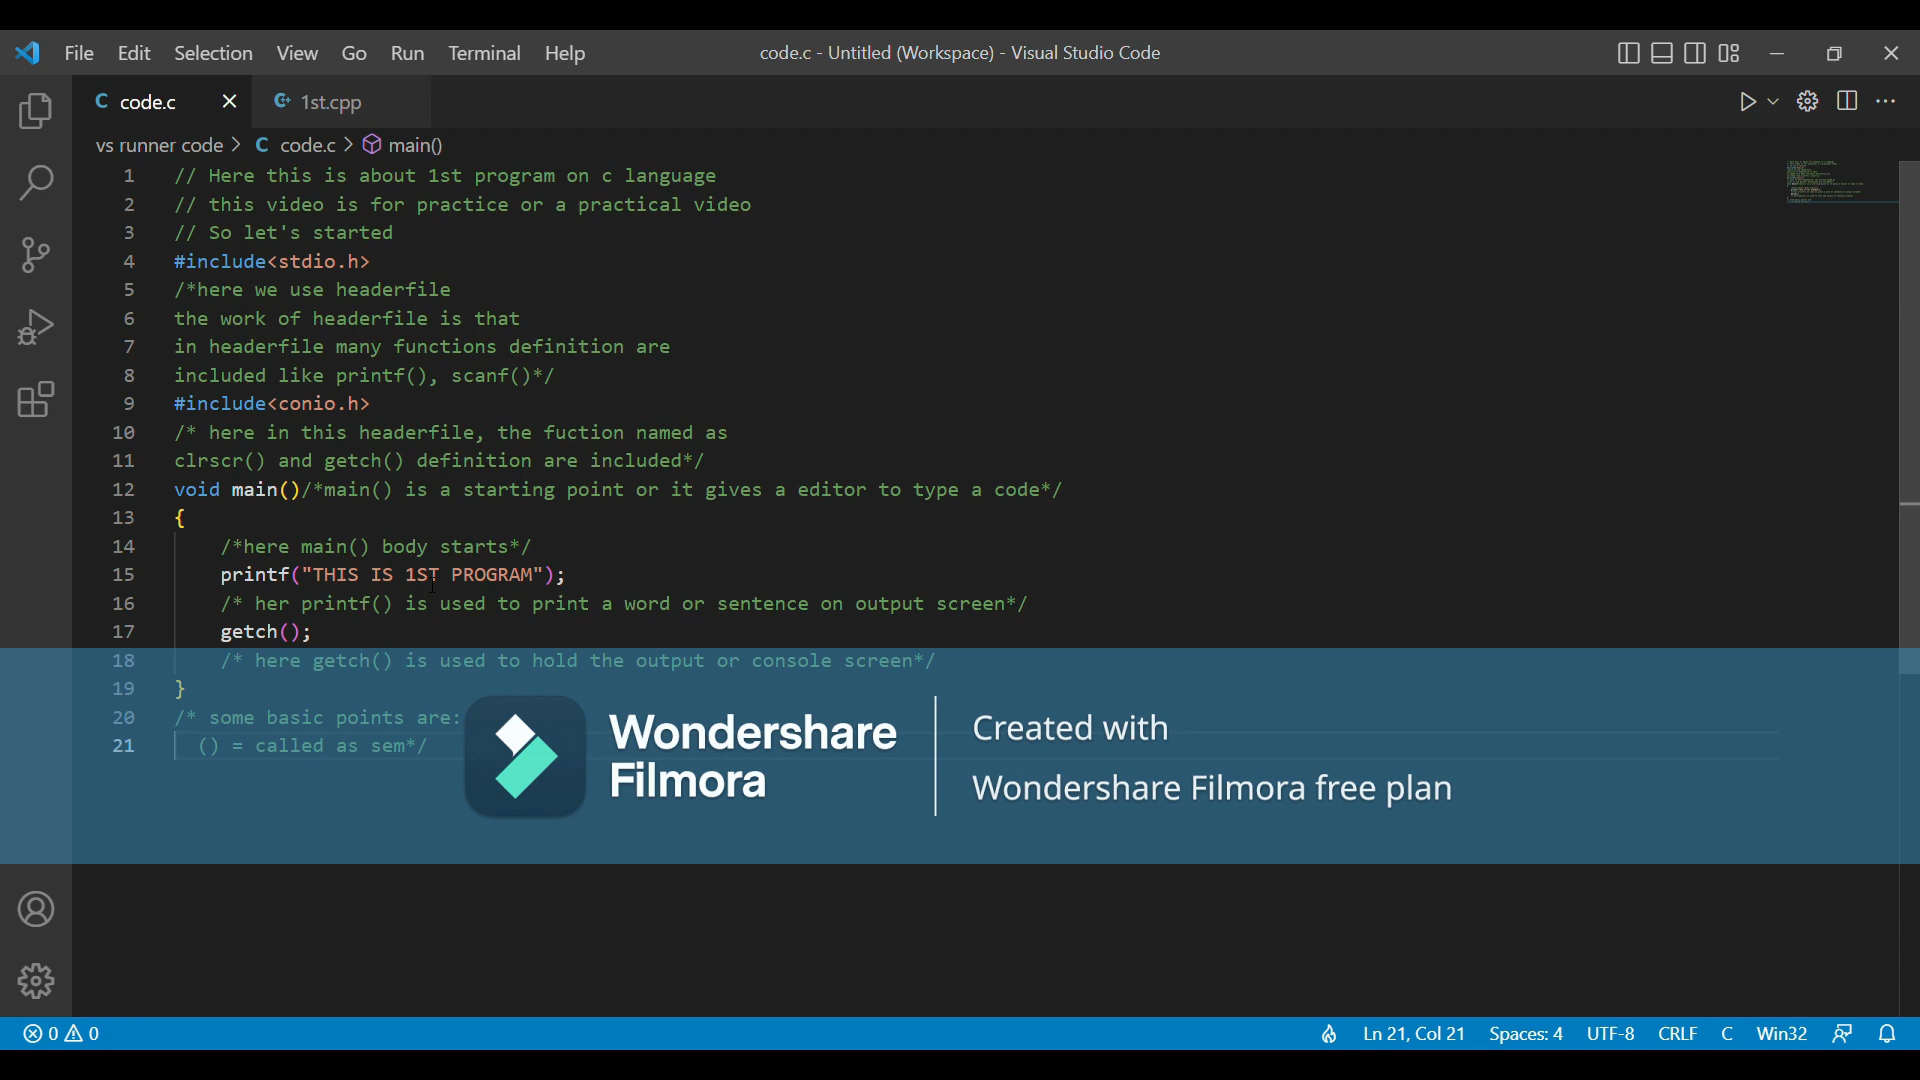 File Edit Selection View Go Run Terminal Help code.c - Untitled (Workspace) - Visual Studio Code
code.c 1st.cpp
vs runner code > code.c > main()
1 // Here this is about 1st program on c language
2 // this video is for practice or a practical video
3 // So let's started
4 #include<stdio.h>
5 /*here we use headerfile
6 the work of headerfile is that
7 in headerfile many functions definition are
8 included like printf(), scanf()*/
9 #include<conio.h>
10 /* here in this headerfile, the fuction named as
11 clrscr() and getch() definition are included*/
12 void main()/*main() is a starting point or it gives a editor to type a code*/
13 {
14 /*here main() body starts*/
15 printf("THIS IS 1ST PROGRAM");
16 /* her printf() is used to print a word or sentence on output screen*/
17 getch();
18 /* here getch() is used to hold the output or console screen*/
19 }
20 /* some basic points are:
21 () = called as sem*/
Wondershare
Filmora
Created with
Wondershare Filmora free plan
0 0 Ln 21, Col 21 Spaces: 4 UTF-8 CRLF C Win32